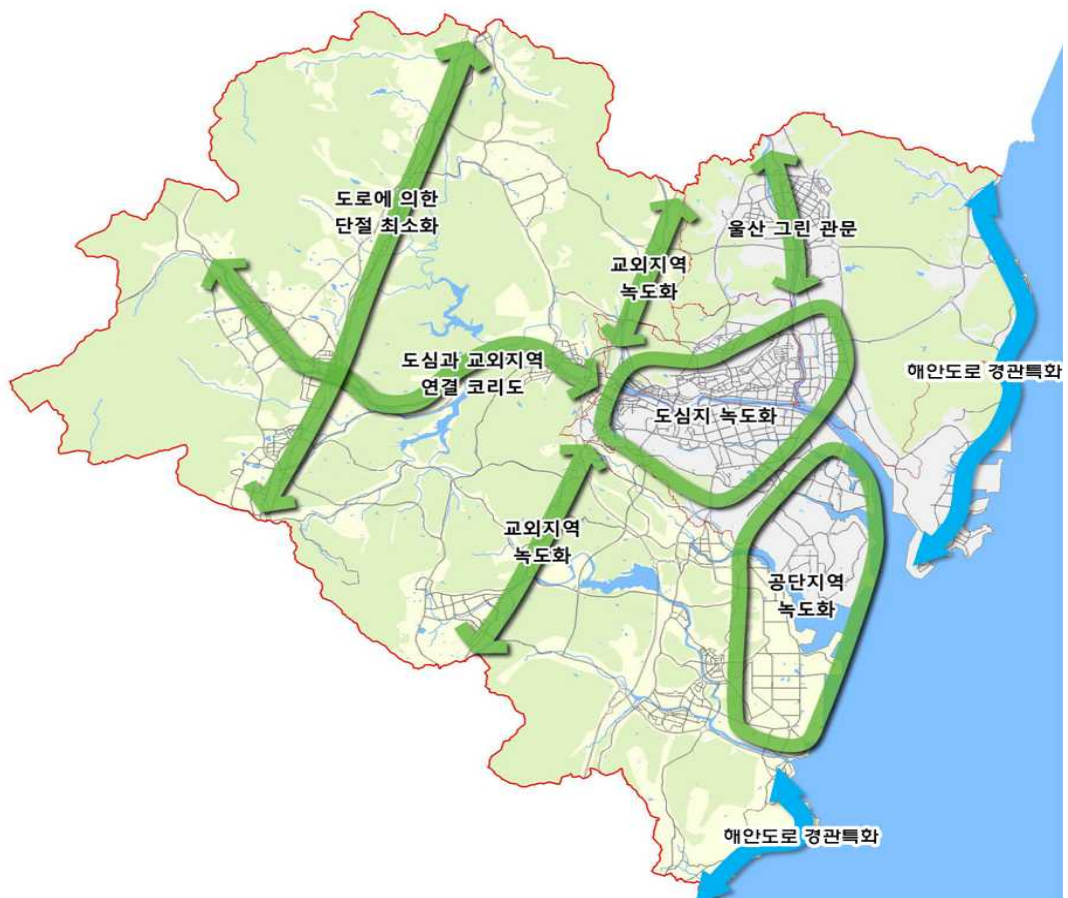 도로에 의한
단절 최소화
울산 그린 관문
교외지역
녹도화
도심과 교외지역
연결 코리도
해안도로 경관특화
도심지 녹도화
교외지역
녹도화
공단지역
녹도화
해안도로 경관특화